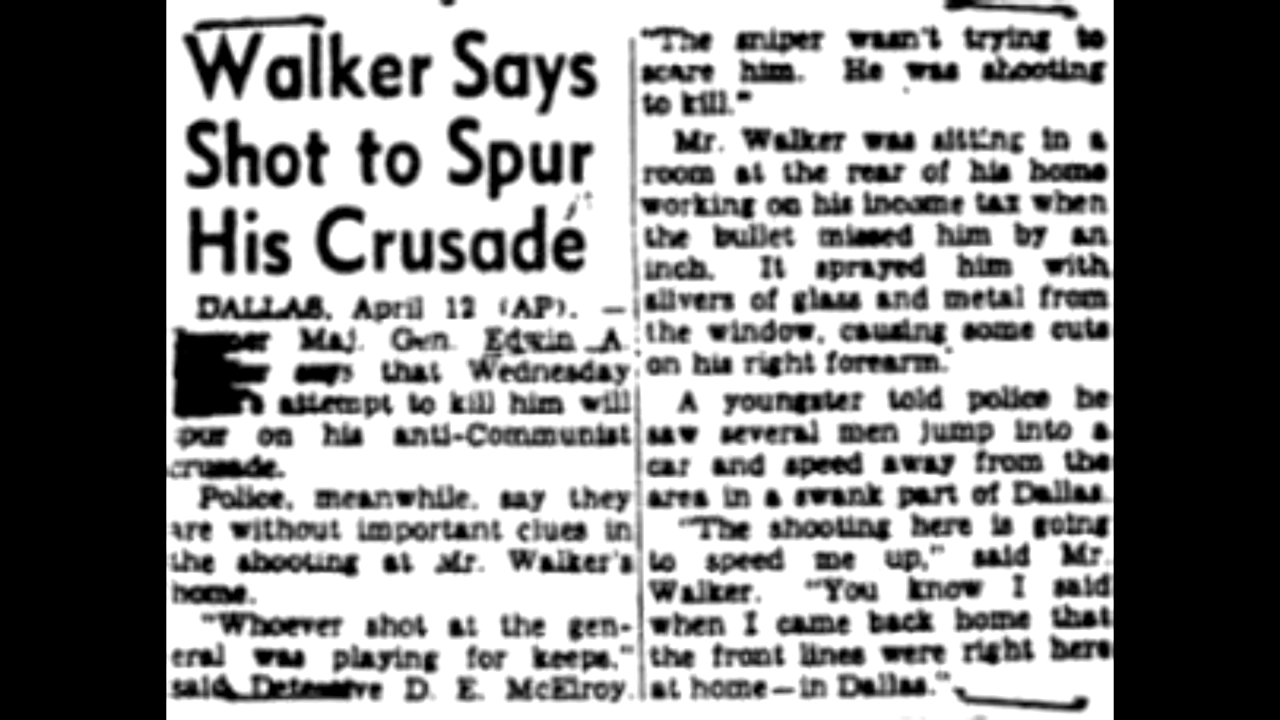 Walker Says
Shot to Spur
His Crusade
DALLAS, April 12 (AP). —
Maj. Gen. Edwin A.
says that Wednesday
attempt to kill him will
spur on his anti-Communist
crusade.
Police, meanwhile, say they
are without important clues in
the shooting at Mr. Walker's
home.
"Whoever shot at the gen-
eral was playing for keeps,"
said Detective D. E. McElroy.
"The sniper wasn't trying to
scare him. He was shooting
to kill."
Mr. Walker was sitting in a
room at the rear of his home
working on his income tax when
the bullet missed him by an
inch. It sprayed him with
slivers of glass and metal from
the window, causing some cuts
on his right forearm.
A youngster told police he
saw several men jump into a
car and speed away from the
area in a swank part of Dallas.
"The shooting here is going
to speed me up," said Mr.
Walker. "You know I said
when I came back home that
the front lines were right here
at home—in Dallas."